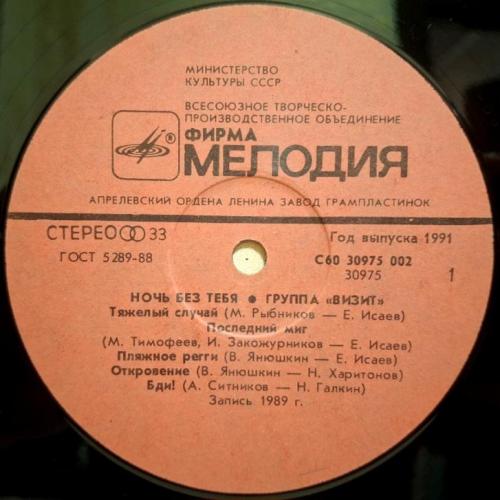 МИНИСТЕРСТВО
КУЛЬТУРЫ СССР
ВСЕСОЮЗНОЕ ТВОРЧЕСКО-
ПРОИЗВОДСТВЕННОЕ ОБЪЕДИНЕНИЕ
ФИРМА
® МЕЛОДИЯ
АПРЕЛЕВСКИЙ ОРДЕНА ЛЕНИНА ЗАВОД ГРАМПЛАСТИНОК
СТЕРЕО 33 Год выпуска 1991
ГОСТ 5289-88 С60 30975 002
30975 1
НОЧЬ БЕЗ ТЕБЯ ● ГРУППА «ВИЗИТ»
Тяжелый случай (М. Рыбников — Е. Исаев)
Последний миг
(М. Тимофеев, И. Закожурников — Е. Исаев)
Пляжное регги (В. Янюшкин — Е. Исаев)
Откровение (В. Янюшкин — Н. Харитонов)
Бди! (А. Ситников — Н. Галкин)
Запись 1989 г.